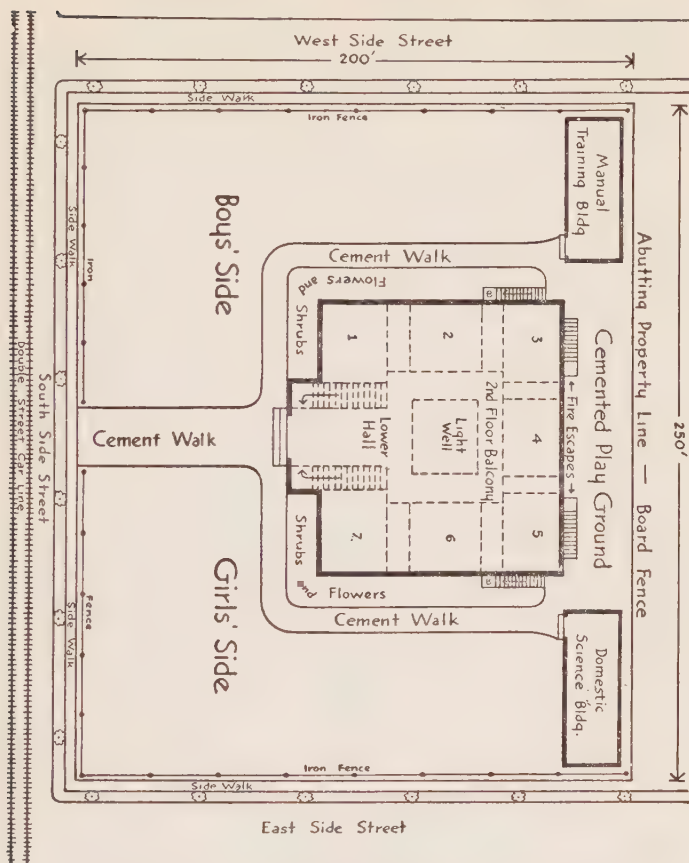 West Side Street
200'
Side Walk
Iron Fence
Manual
Training Bldg
Boys' Side
Cement Walk
Flowers and
Shrubs
1
2
3
4
5
6
7.
e
e
Side Walk
Iron
Fence
Side Walk
South Side Street
Double Street Car Line
Cement Walk
Lower
Hall
Light
Well
2nd Floor Balcony
← Fire Escapes →
Cemented Play Ground
Abutting Property Line — Board Fence
250'
Shrubs
and Flowers
Cement Walk
Girls' Side
Domestic
Science Bldg.
Iron Fence
Side Walk
East Side Street